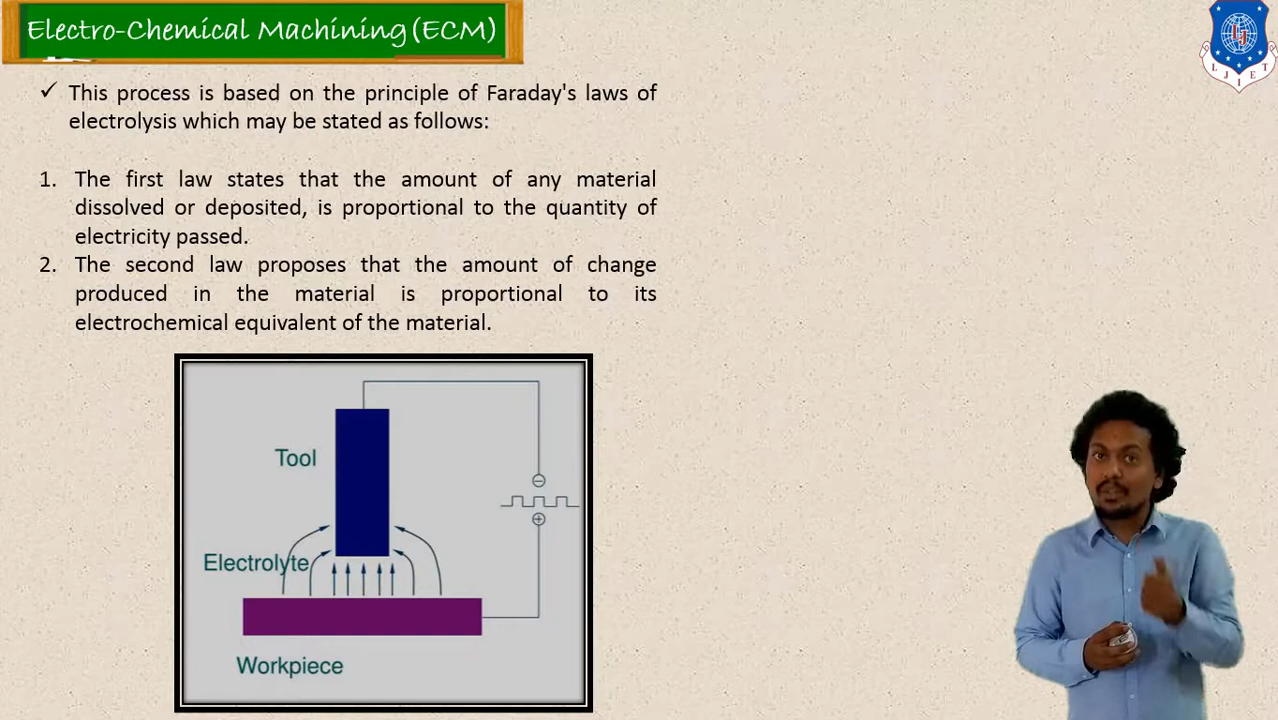 Electro-Chemical Machining (ECM)
✓ This process is based on the principle of Faraday's laws of
electrolysis which may be stated as follows:
1. The first law states that the amount of any material
dissolved or deposited, is proportional to the quantity of
electricity passed.
2. The second law proposes that the amount of change
produced in the material is proportional to its
electrochemical equivalent of the material.
Tool
Electrolyte
Workpiece
LJ
LJIET